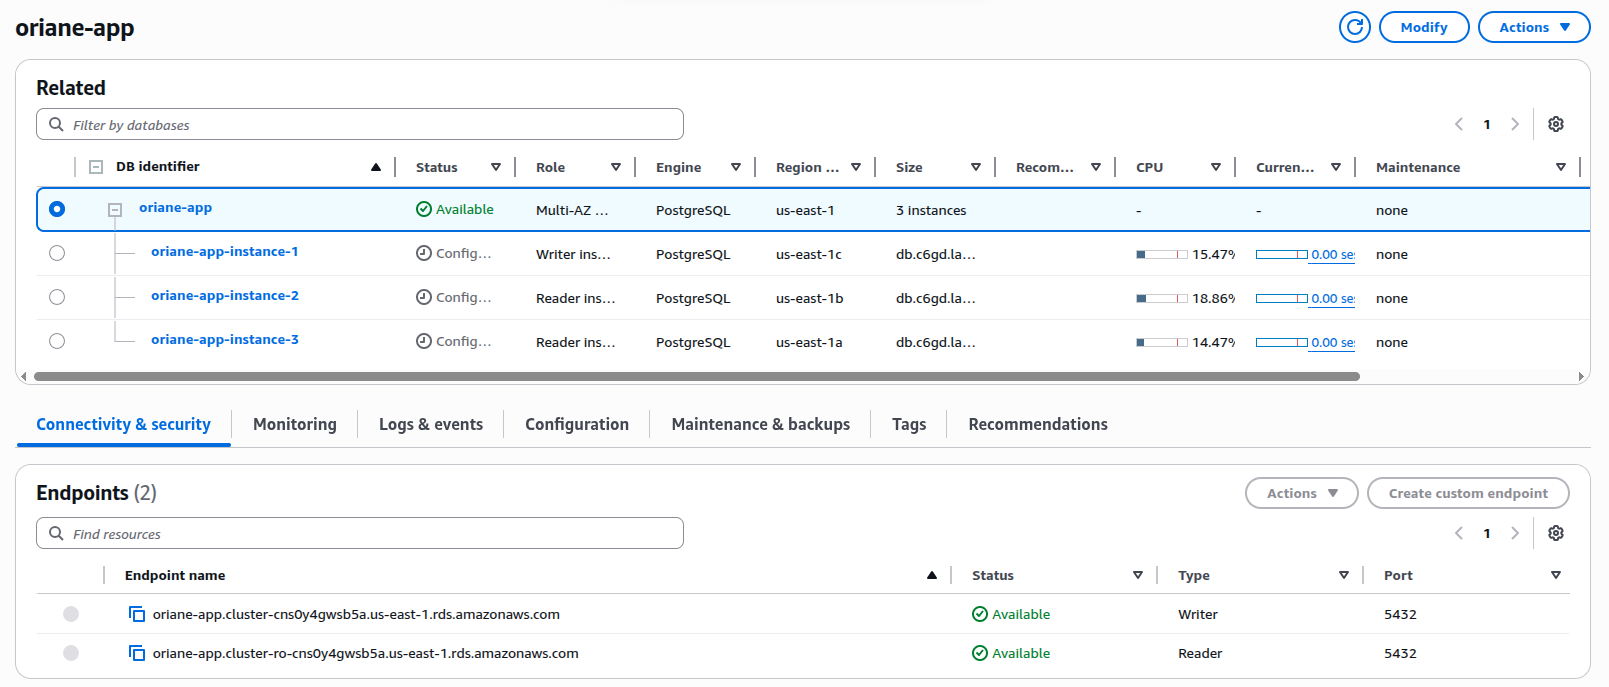 oriane-app
Modify
Actions
Related
Filter by databases
1
DB identifier Status Role Engine Region ... Size Recom... CPU Curren... Maintenance
oriane-app Available Multi-AZ ... PostgreSQL us-east-1 3 instances - - none
oriane-app-instance-1 Config... Writer ins... PostgreSQL us-east-1c db.c6gd.la... 15.47% 0.00 ses none
oriane-app-instance-2 Config... Reader ins... PostgreSQL us-east-1b db.c6gd.la... 18.86% 0.00 ses none
oriane-app-instance-3 Config... Reader ins... PostgreSQL us-east-1a db.c6gd.la... 14.47% 0.00 ses none
Connectivity & security Monitoring Logs & events Configuration Maintenance & backups Tags Recommendations
Endpoints (2)
Actions
Create custom endpoint
Find resources
1
Endpoint name Status Type Port
oriane-app.cluster-cns0y4gwsb5a.us-east-1.rds.amazonaws.com Available Writer 5432
oriane-app.cluster-ro-cns0y4gwsb5a.us-east-1.rds.amazonaws.com Available Reader 5432